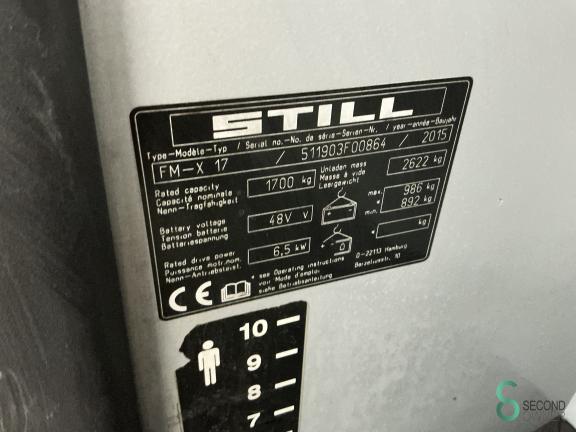 STILL
Type-Modèle-Typ / Serial no.-No. de série-Serien-Nr. / year-année-Baujahr
FM-X 17 / 511903F00864 / 2015
Rated capacity
Capacité nominale
Nenn-Tragfähigkeit
1700 kg
Unladen mass
Masse à vide
Leergewicht
2622 kg
Battery voltage
Tension batterie
Batteriespannung
48V v
max. 986 kg
min. 892 kg
Rated drive power
Puissance motr.nom.
Nenn-Antriebsleist.
6,5 kW
0
* kg
* see Operating instructions
voir Mode d'emploi
siehe Betriebsanleitung
D-22113 Hamburg
Berzeliusstr. 10
CE
10
9
8
7
SECOND